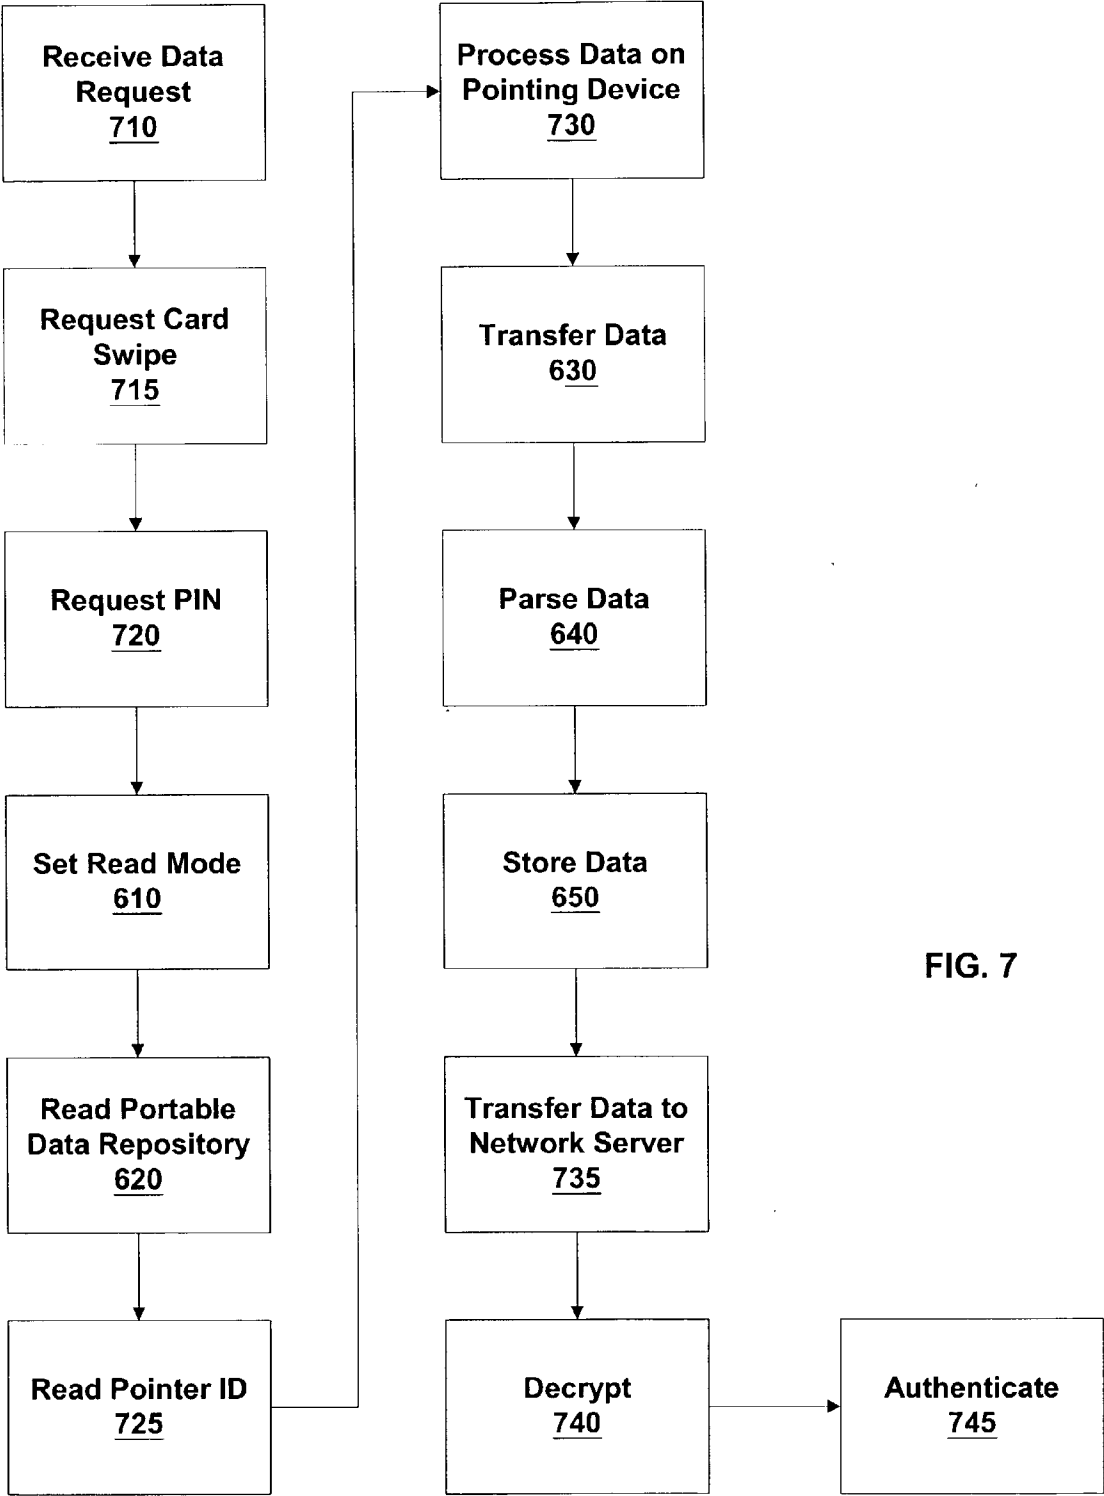 Receive Data
Request
710
Request Card
Swipe
715
Request PIN
720
Set Read Mode
610
Read Portable
Data Repository
620
Read Pointer ID
725
Process Data on
Pointing Device
730
Transfer Data
630
Parse Data
640
Store Data
650
Transfer Data to
Network Server
735
Decrypt
740
Authenticate
745
FIG. 7